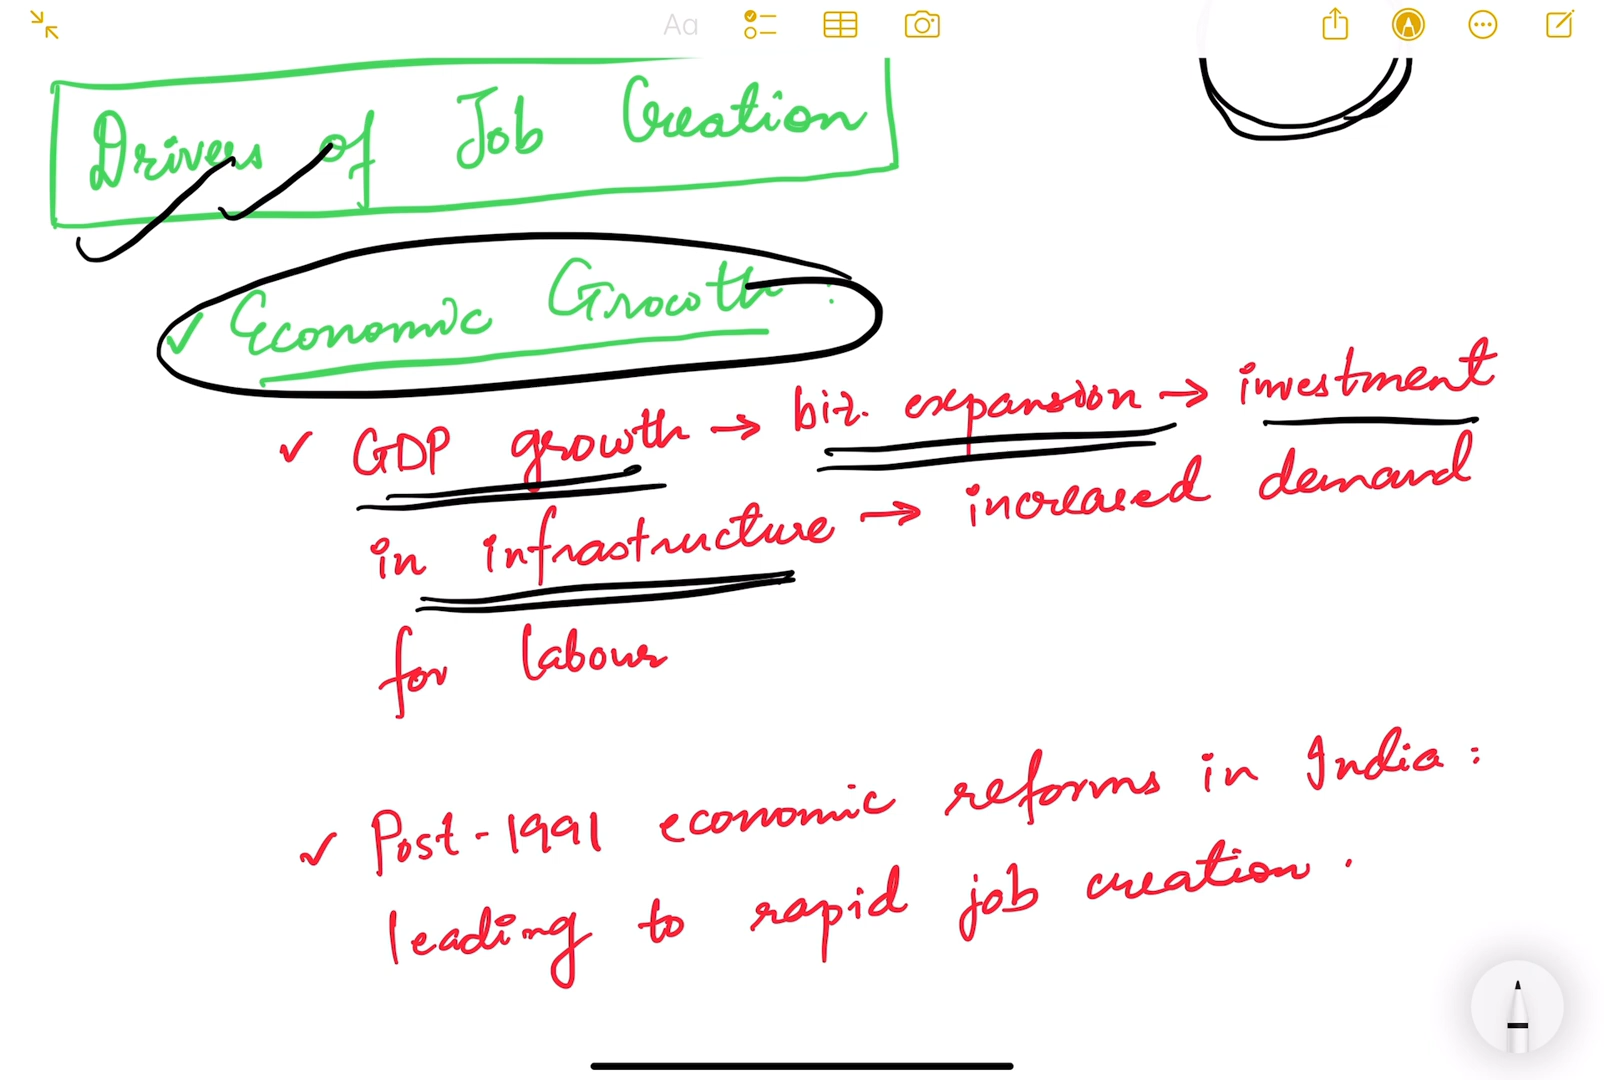 Aa
Drivers of Job Creation
✓ Economic Growth :
✓ GDP growth → biz. expansion → investment
in infrastructure → increased demand
for labour
✓ Post-1991 economic reforms in India :
leading to rapid job creation.